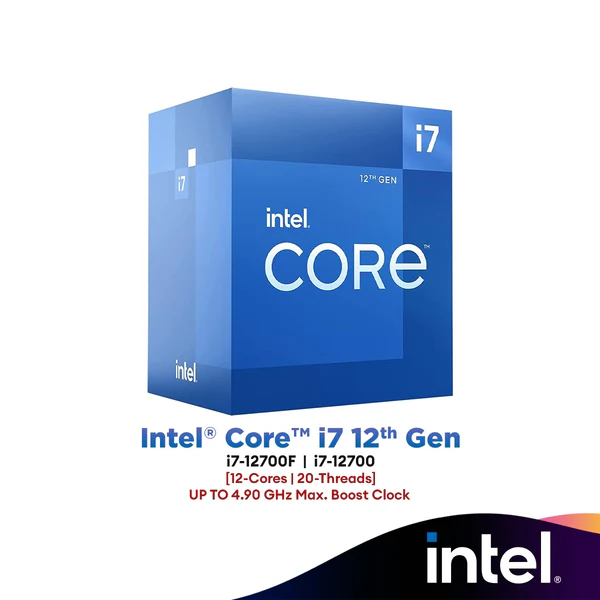 i7
i7
12TH GEN
intel.
CORE™
intel.
Intel® Core™ i7 12th Gen
i7-12700F | i7-12700
[12-Cores | 20-Threads]
UP TO 4.90 GHz Max. Boost Clock
intel®